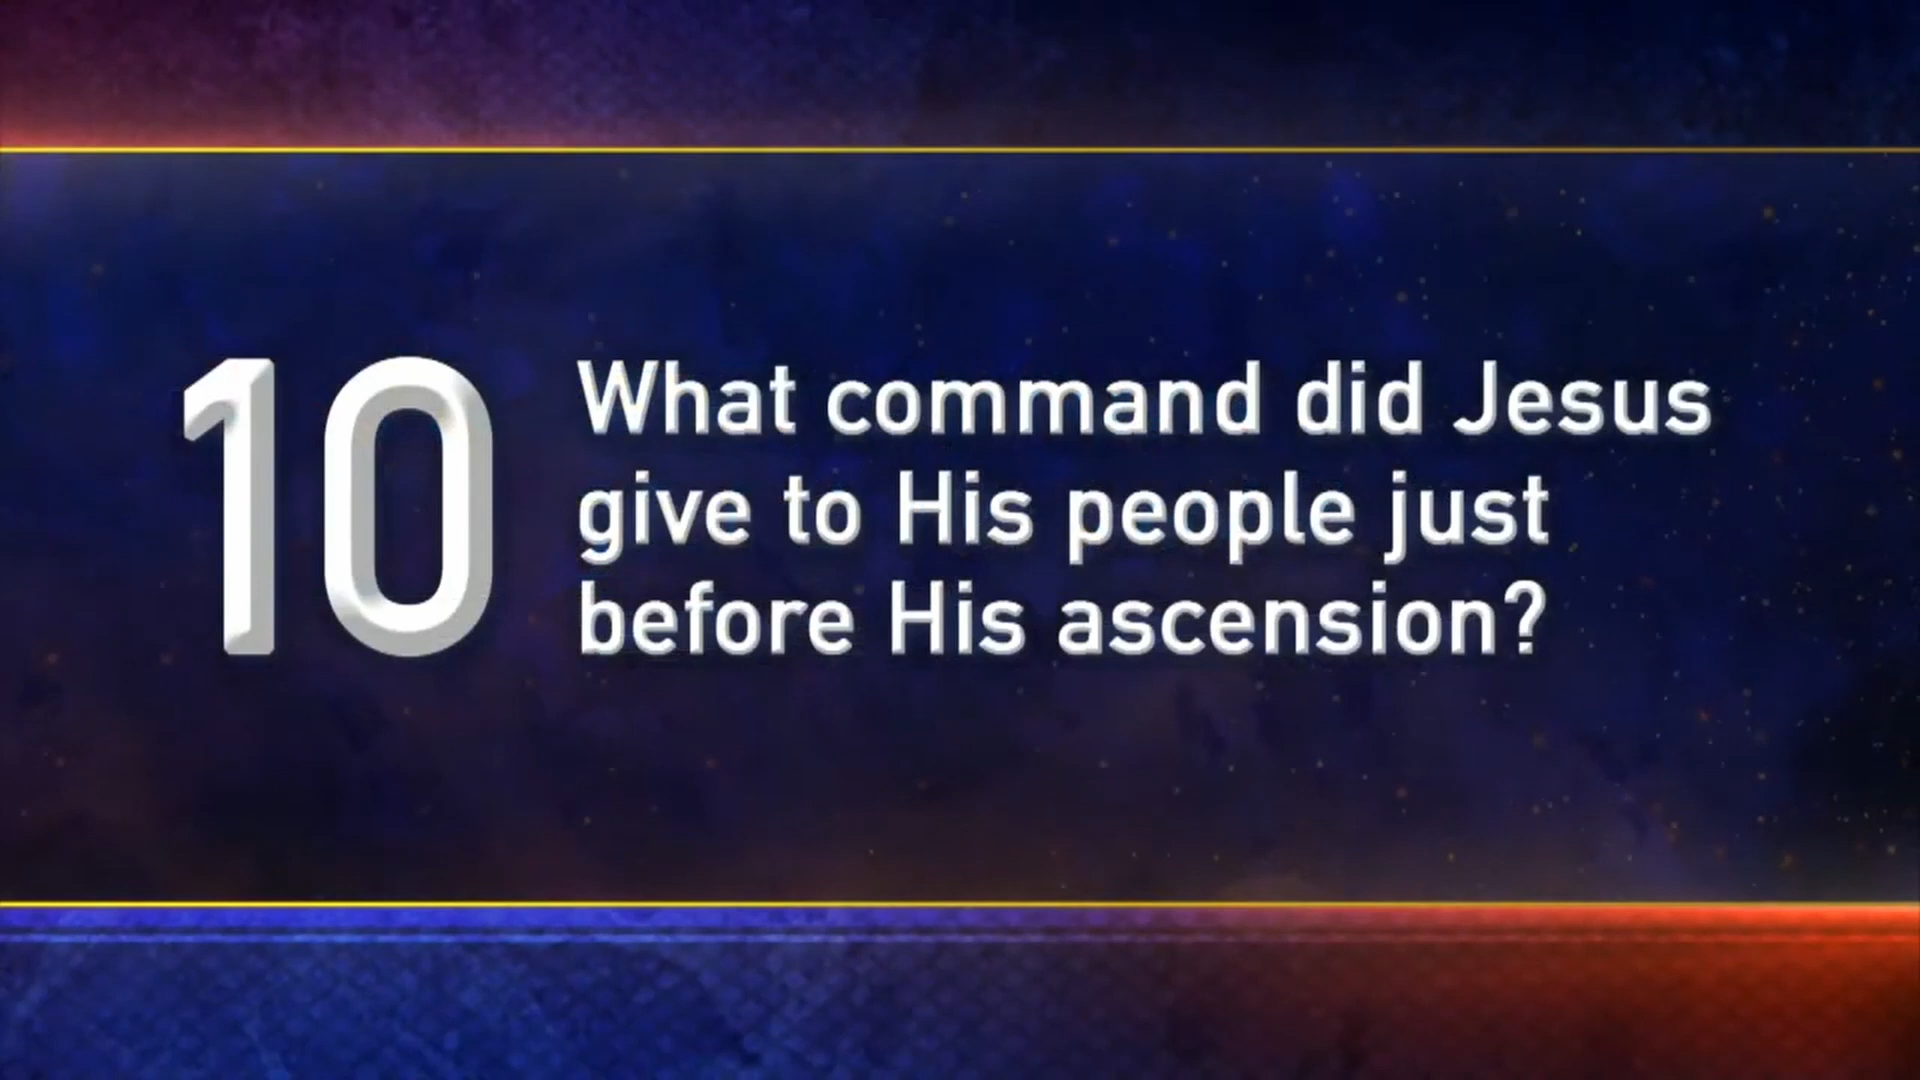 10
What command did Jesus
give to His people just
before His ascension?